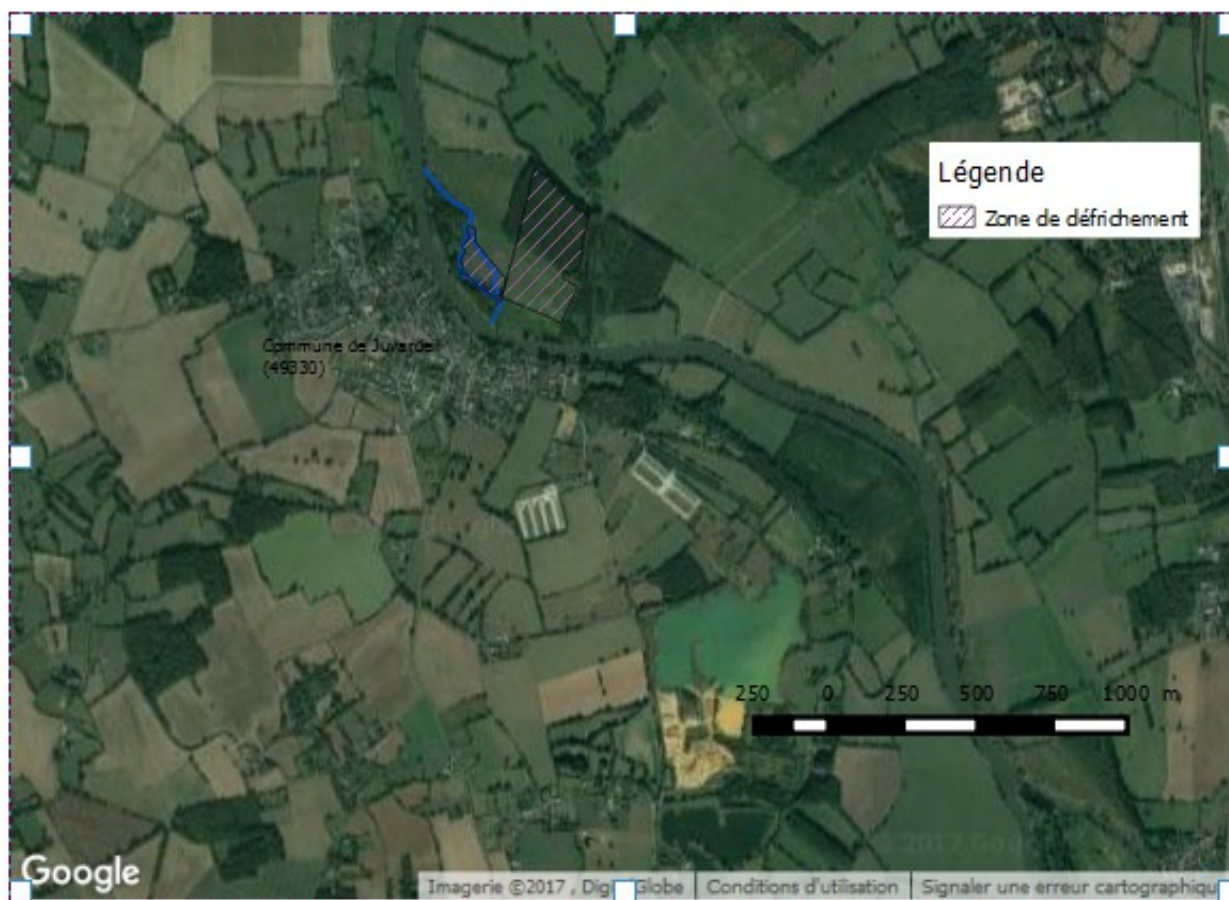 Légende
Zone de défrichement
Commune de Juvardeil
(49330)
250 0 250 500 750 1000 m
Google
Imagerie ©2017 , DigitalGlobe Conditions d'utilisation Signaler une erreur cartographique